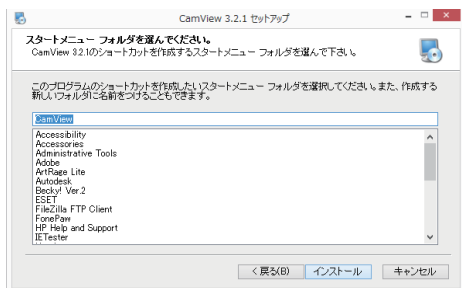 CamView 3.2.1 セットアップ
スタートメニュー フォルダを選んでください。
CamView 3.2.1のショートカットを作成するスタートメニュー フォルダを選んで下さい。
このプログラムのショートカットを作成したいスタートメニュー フォルダを選択してください。また、作成する
新しいフォルダに名前をつけることもできます。
CamView
Accessibility
Accessories
Administrative Tools
Adobe
ArtRage Lite
Autodesk
Becky! Ver.2
ESET
FileZilla FTP Client
FonePaw
HP Help and Support
IETester
< 戻る(B)
インストール
キャンセル